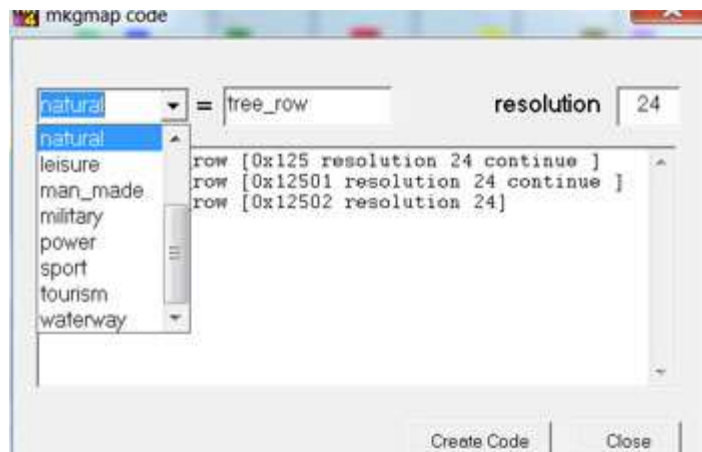 mkgmap code
natural = tree_row resolution 24
natural
leisure
man_made
military
power
sport
tourism
waterway
row [0x125 resolution 24 continue ]
row [0x12501 resolution 24 continue ]
row [0x12502 resolution 24]
Create Code Close